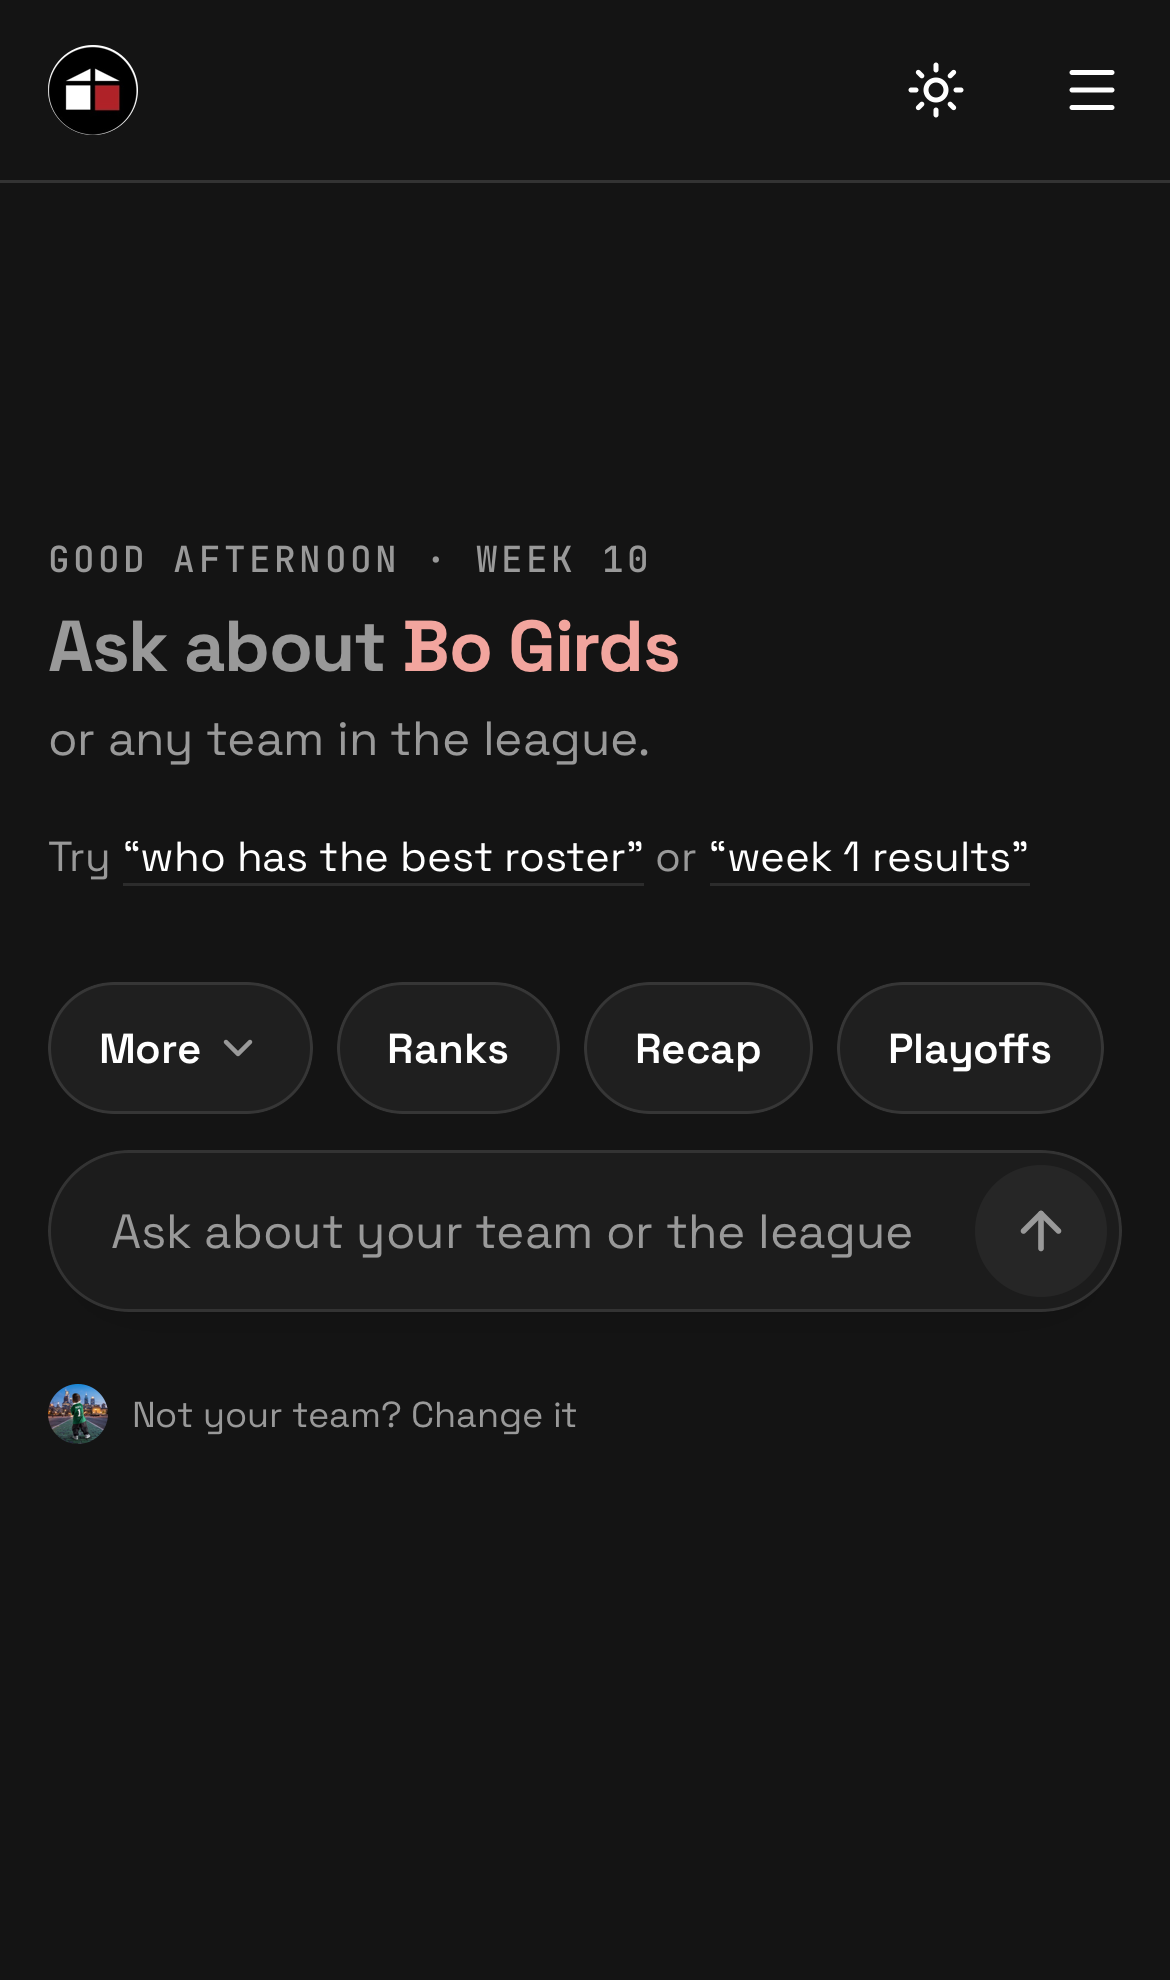 GOOD AFTERNOON · WEEK 10
Ask about Bo Girds
or any team in the league.
Try “who has the best roster” or “week 1 results”
More
Ranks
Recap
Playoffs
Ask about your team or the league
Not your team? Change it